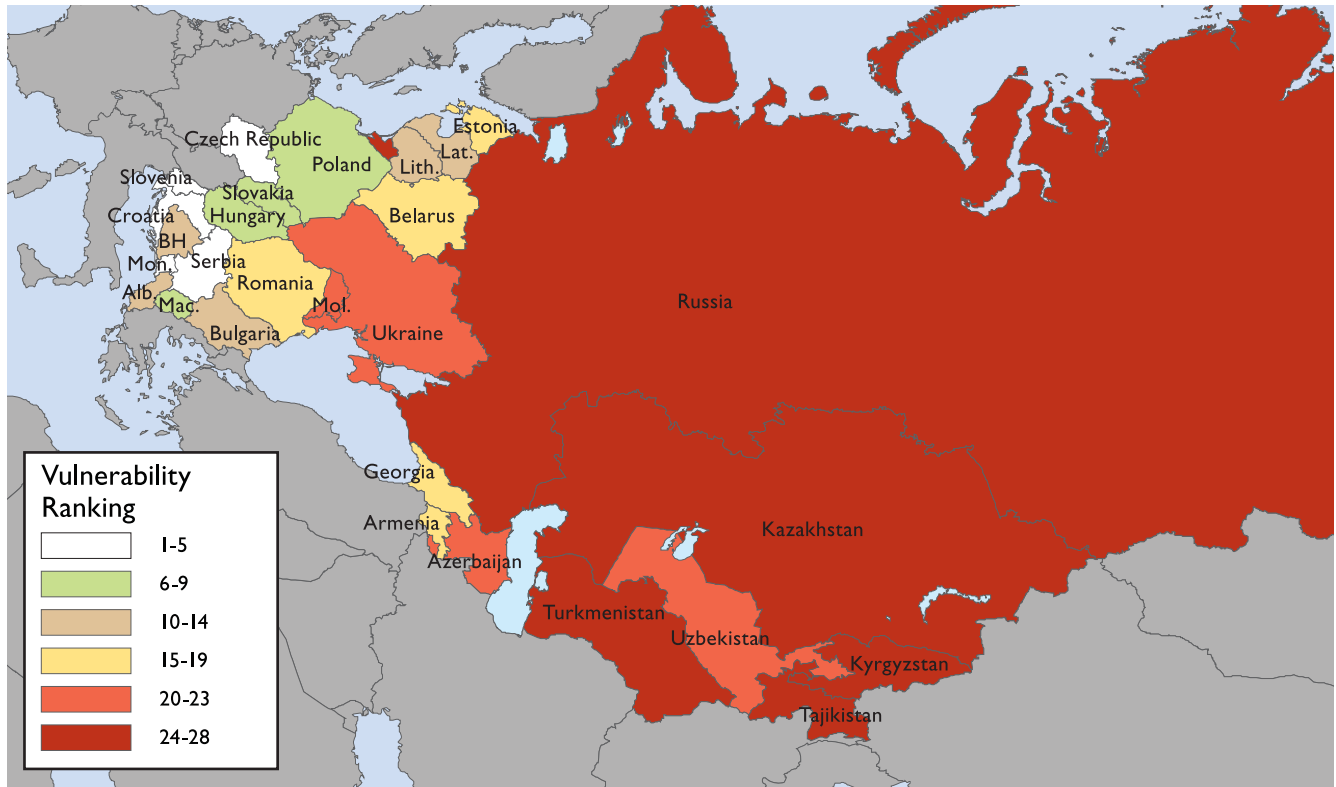 Czech Republic
Estonia
Poland
Lat.
Lith.
Slovenia
Slovakia
Croatia
Hungary
Belarus
BH
Mon.
Serbia
Romania
Alb.
Mac.
Mol.
Russia
Bulgaria
Ukraine
Georgia
Armenia
Azerbaijan
Kazakhstan
Turkmenistan
Uzbekistan
Kyrgyzstan
Tajikistan
Vulnerability
Ranking
1-5
6-9
10-14
15-19
20-23
24-28